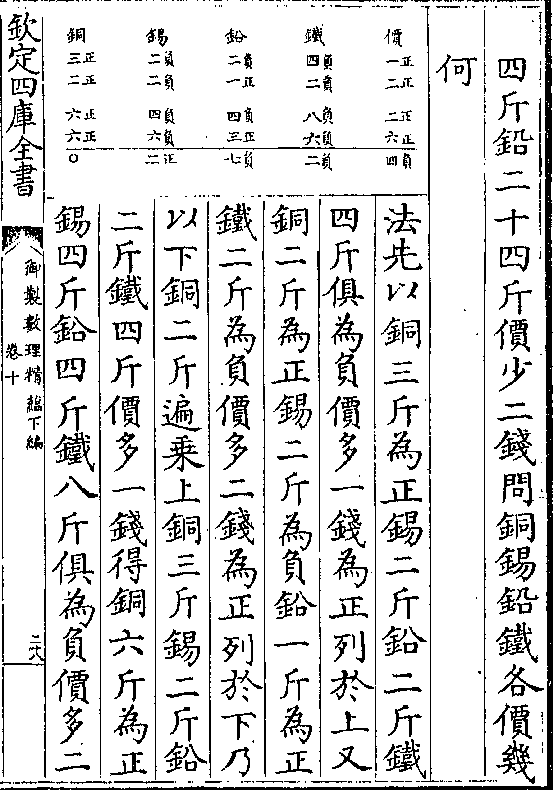 四斤鉛二十四斤價少二錢問銅錫鉛鐵各價幾
何
價 一正 二正 二正 六正 四負
鐵 四負 二負 八負 六負 二負
鉛 二負 一正 四負 三正 七負
錫 二負 二負 四負 六負 二正
銅 三正 二正 六正 六正 〇
法先以銅三斤為正錫二斤鉛二斤鐵
四斤俱為負價多一錢為正列於上又
銅二斤為正錫二斤為負鉛一斤為正
鐵二斤為負價多二錢為正列於下乃
以下銅二斤遍乗上銅三斤錫二斤鉛
二斤鐵四斤價多一錢得銅六斤為正
錫四斤鉛四斤鐵八斤俱為負價多二
欽定四庫全書
御製數理精蘊下編
卷十
二八